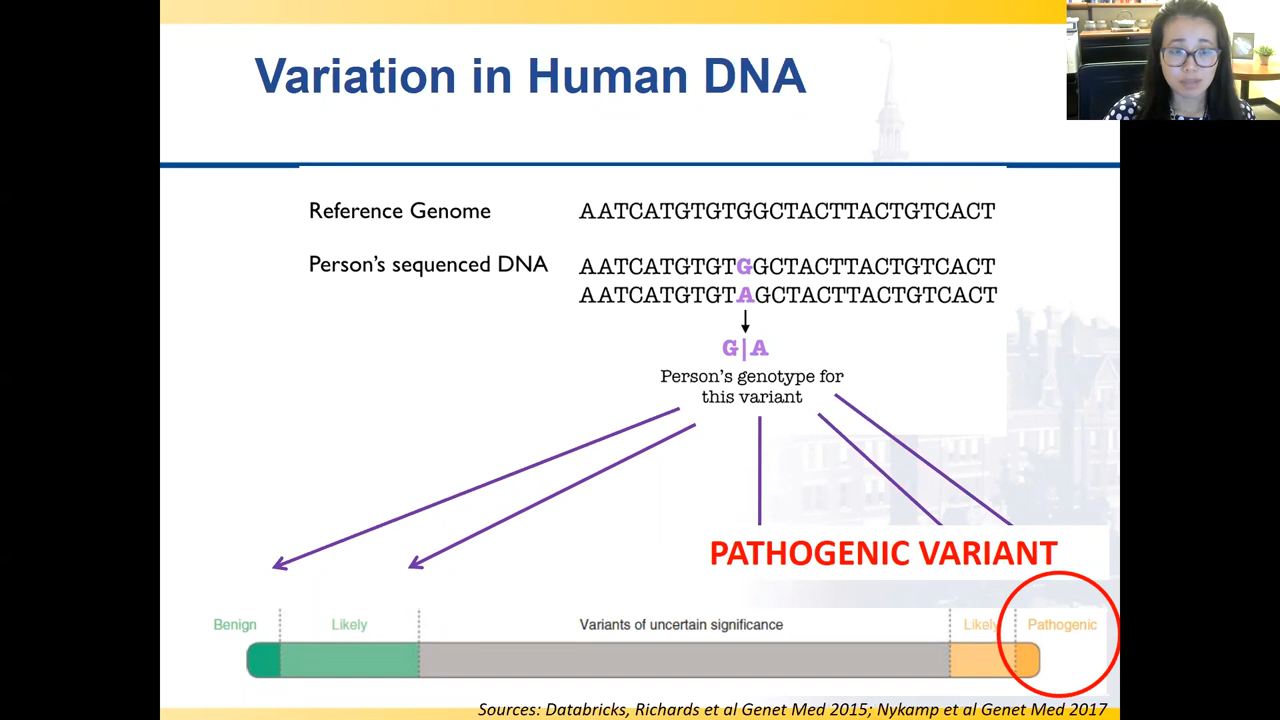 Variation in Human DNA
Reference Genome AATCATGTGTGGCTACTTACTGTCACT
Person's sequenced DNA AATCATGTGTGGCTACTTACTGTCACT
AATCATGTGTAGCTACTTACTGTCACT
G|A
Person's genotype for
this variant
PATHOGENIC VARIANT
Benign Likely Variants of uncertain significance Likely Pathogenic
Sources: Databricks, Richards et al Genet Med 2015; Nykamp et al Genet Med 2017